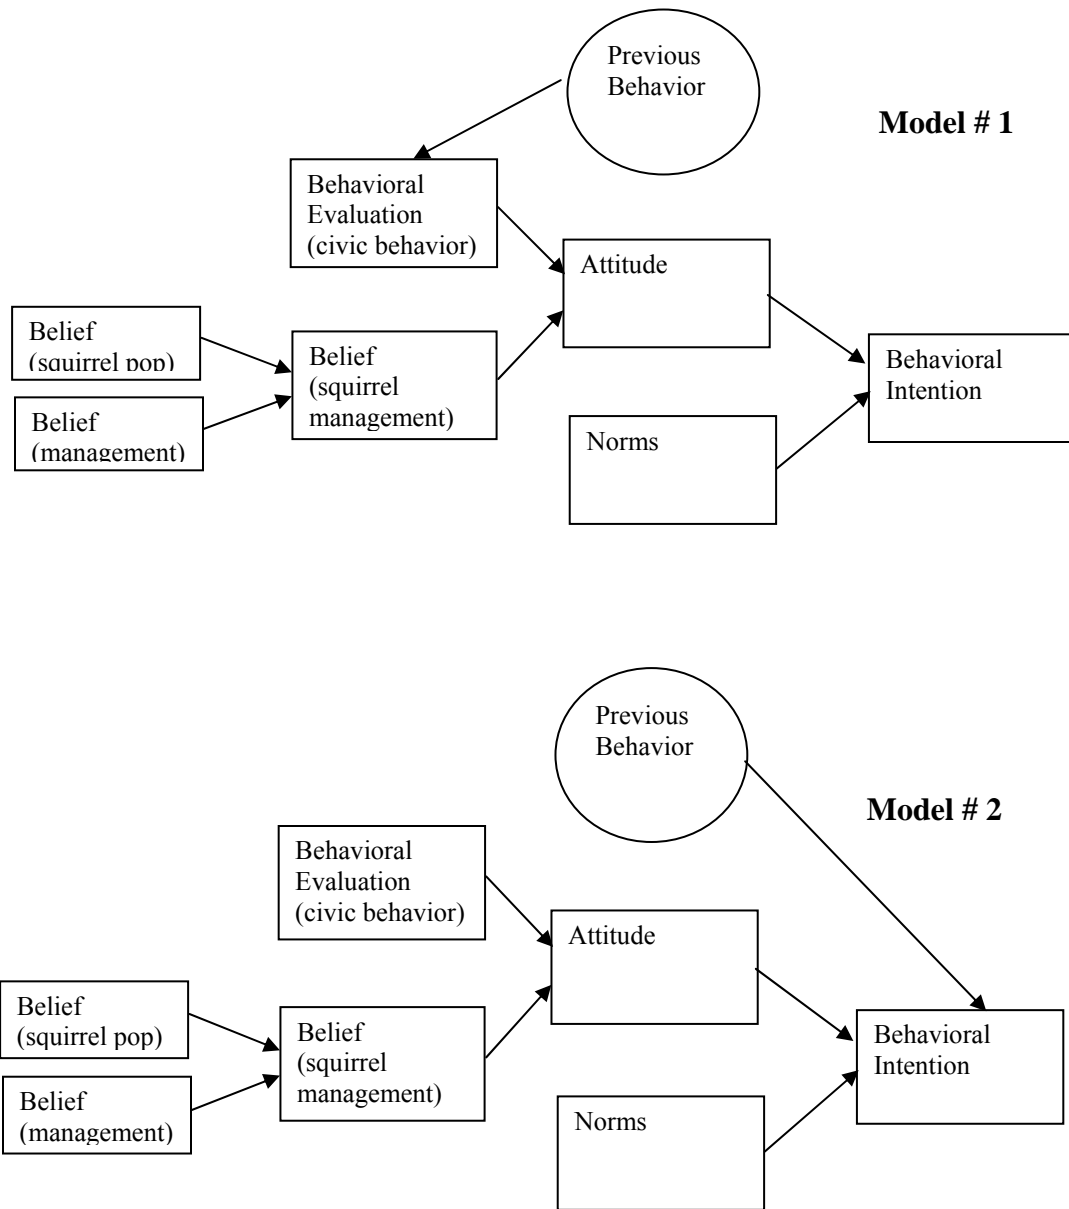 Previous
Behavior
Model # 1
Behavioral
Evaluation
(civic behavior)
Attitude
Belief
(squirrel pop)
Belief
(squirrel
management)
Behavioral
Intention
Belief
(management)
Norms
Previous
Behavior
Model # 2
Behavioral
Evaluation
(civic behavior)
Attitude
Belief
(squirrel pop)
Belief
(squirrel
management)
Behavioral
Intention
Belief
(management)
Norms